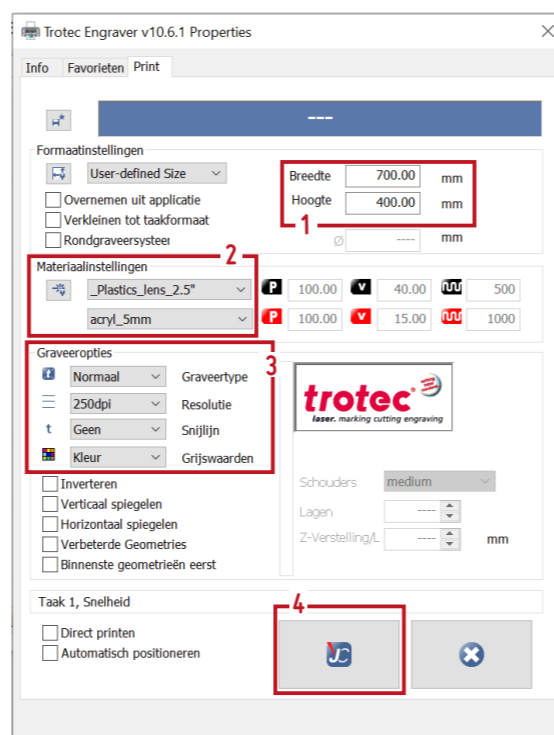 Trotec Engraver v10.6.1 Properties
Info Favorieten Print
---
Formaatinstellingen
User-defined Size
Breedte 700.00 mm
Overnemen uit applicatie
Hoogte 400.00 mm
Verkleinen tot taakformaat
1
Rondgraveersysteer
Ø ---- mm
2
Materiaalinstellingen
_Plastics_lens_2.5" P 100.00 v 40.00 500
acryl_5mm P 100.00 v 15.00 1000
Graveeropties
3
t Normaal Graveertype
250dpi Resolutie
t Geen Snijlijn
Kleur Grijswaarden
trotec
laser. marking cutting engraving
Inverteren
Verticaal spiegelen
Horizontaal spiegelen
Verbeterde Geometries
Binnenste geometrieën eerst
Schouders medium
Lagen ----
Z-Verstelling/L ---- mm
Taak 1, Snelheid
4
Direct printen
Automatisch positioneren
JC